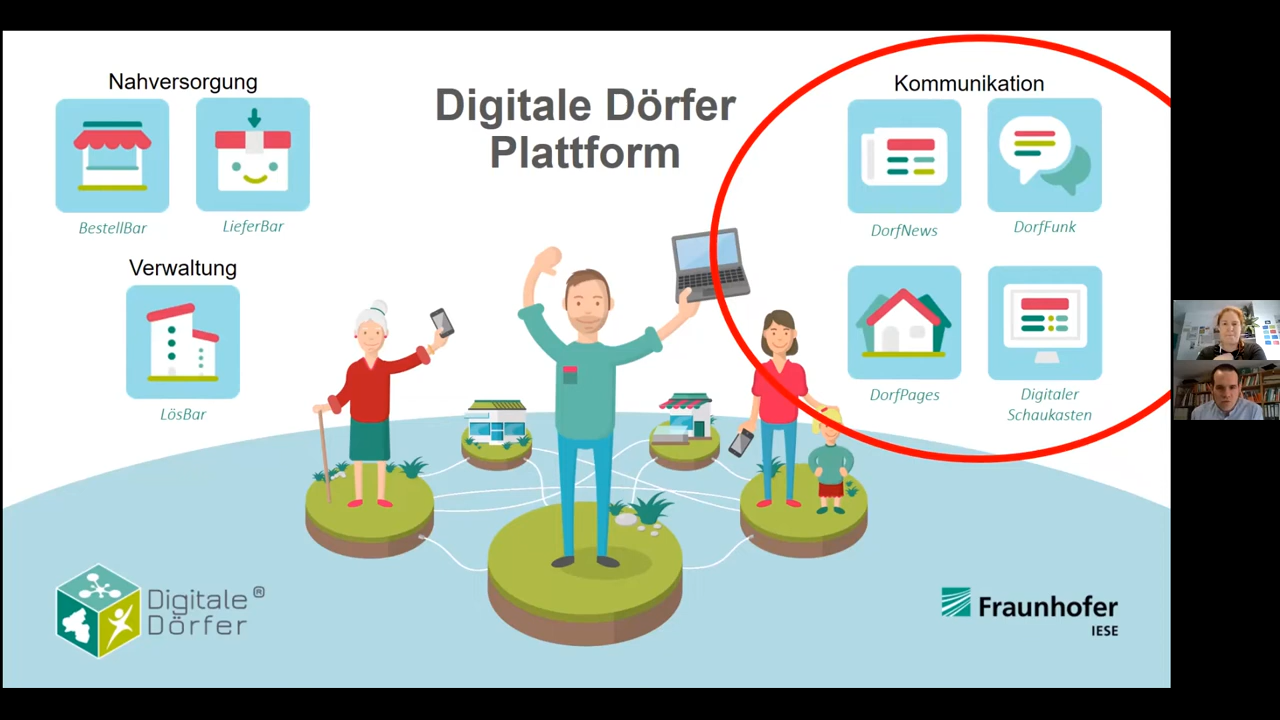 Nahversorgung
BestellBar
LieferBar
Verwaltung
LösBar
Digitale Dörfer
Plattform
Kommunikation
DorfNews
DorfFunk
DorfPages
Digitaler
Schaukasten
Digitale ®
Dörfer
Fraunhofer
IESE